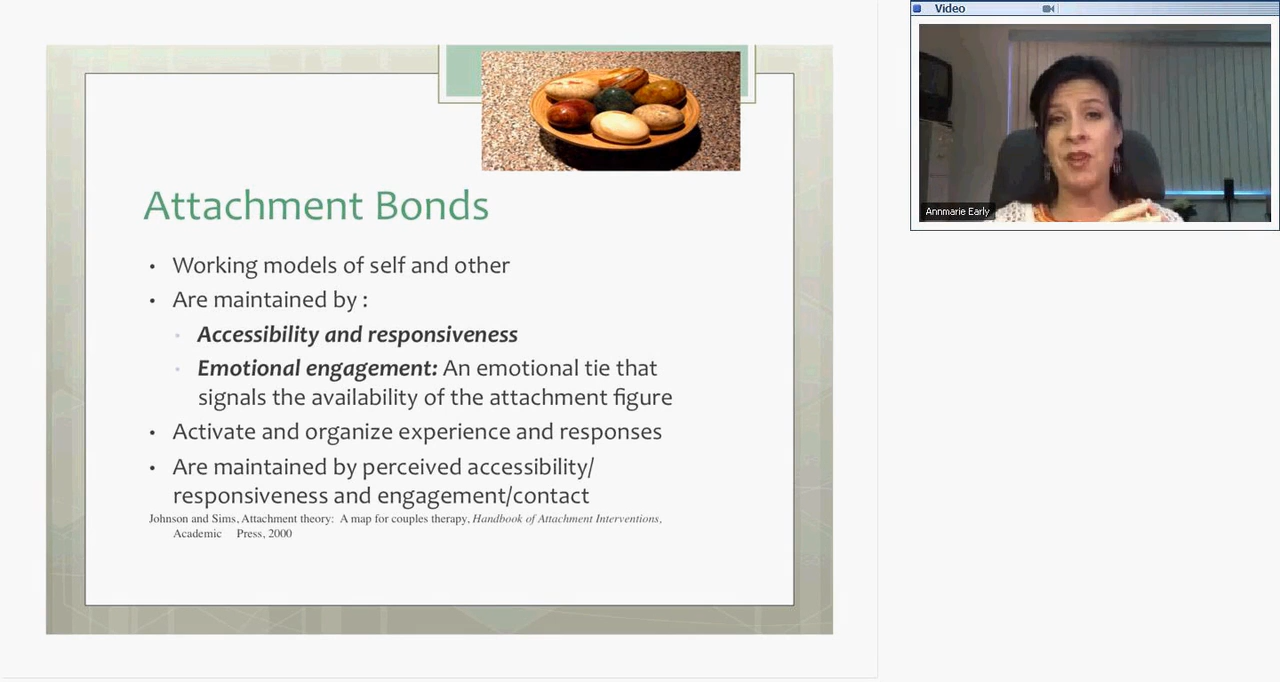 Video
Annmarie Early
Attachment Bonds
• Working models of self and other
• Are maintained by :
• Accessibility and responsiveness
• Emotional engagement: An emotional tie that
signals the availability of the attachment figure
• Activate and organize experience and responses
• Are maintained by perceived accessibility/
responsiveness and engagement/contact
Johnson and Sims, Attachment theory: A map for couples therapy, Handbook of Attachment Interventions,
Academic Press, 2000